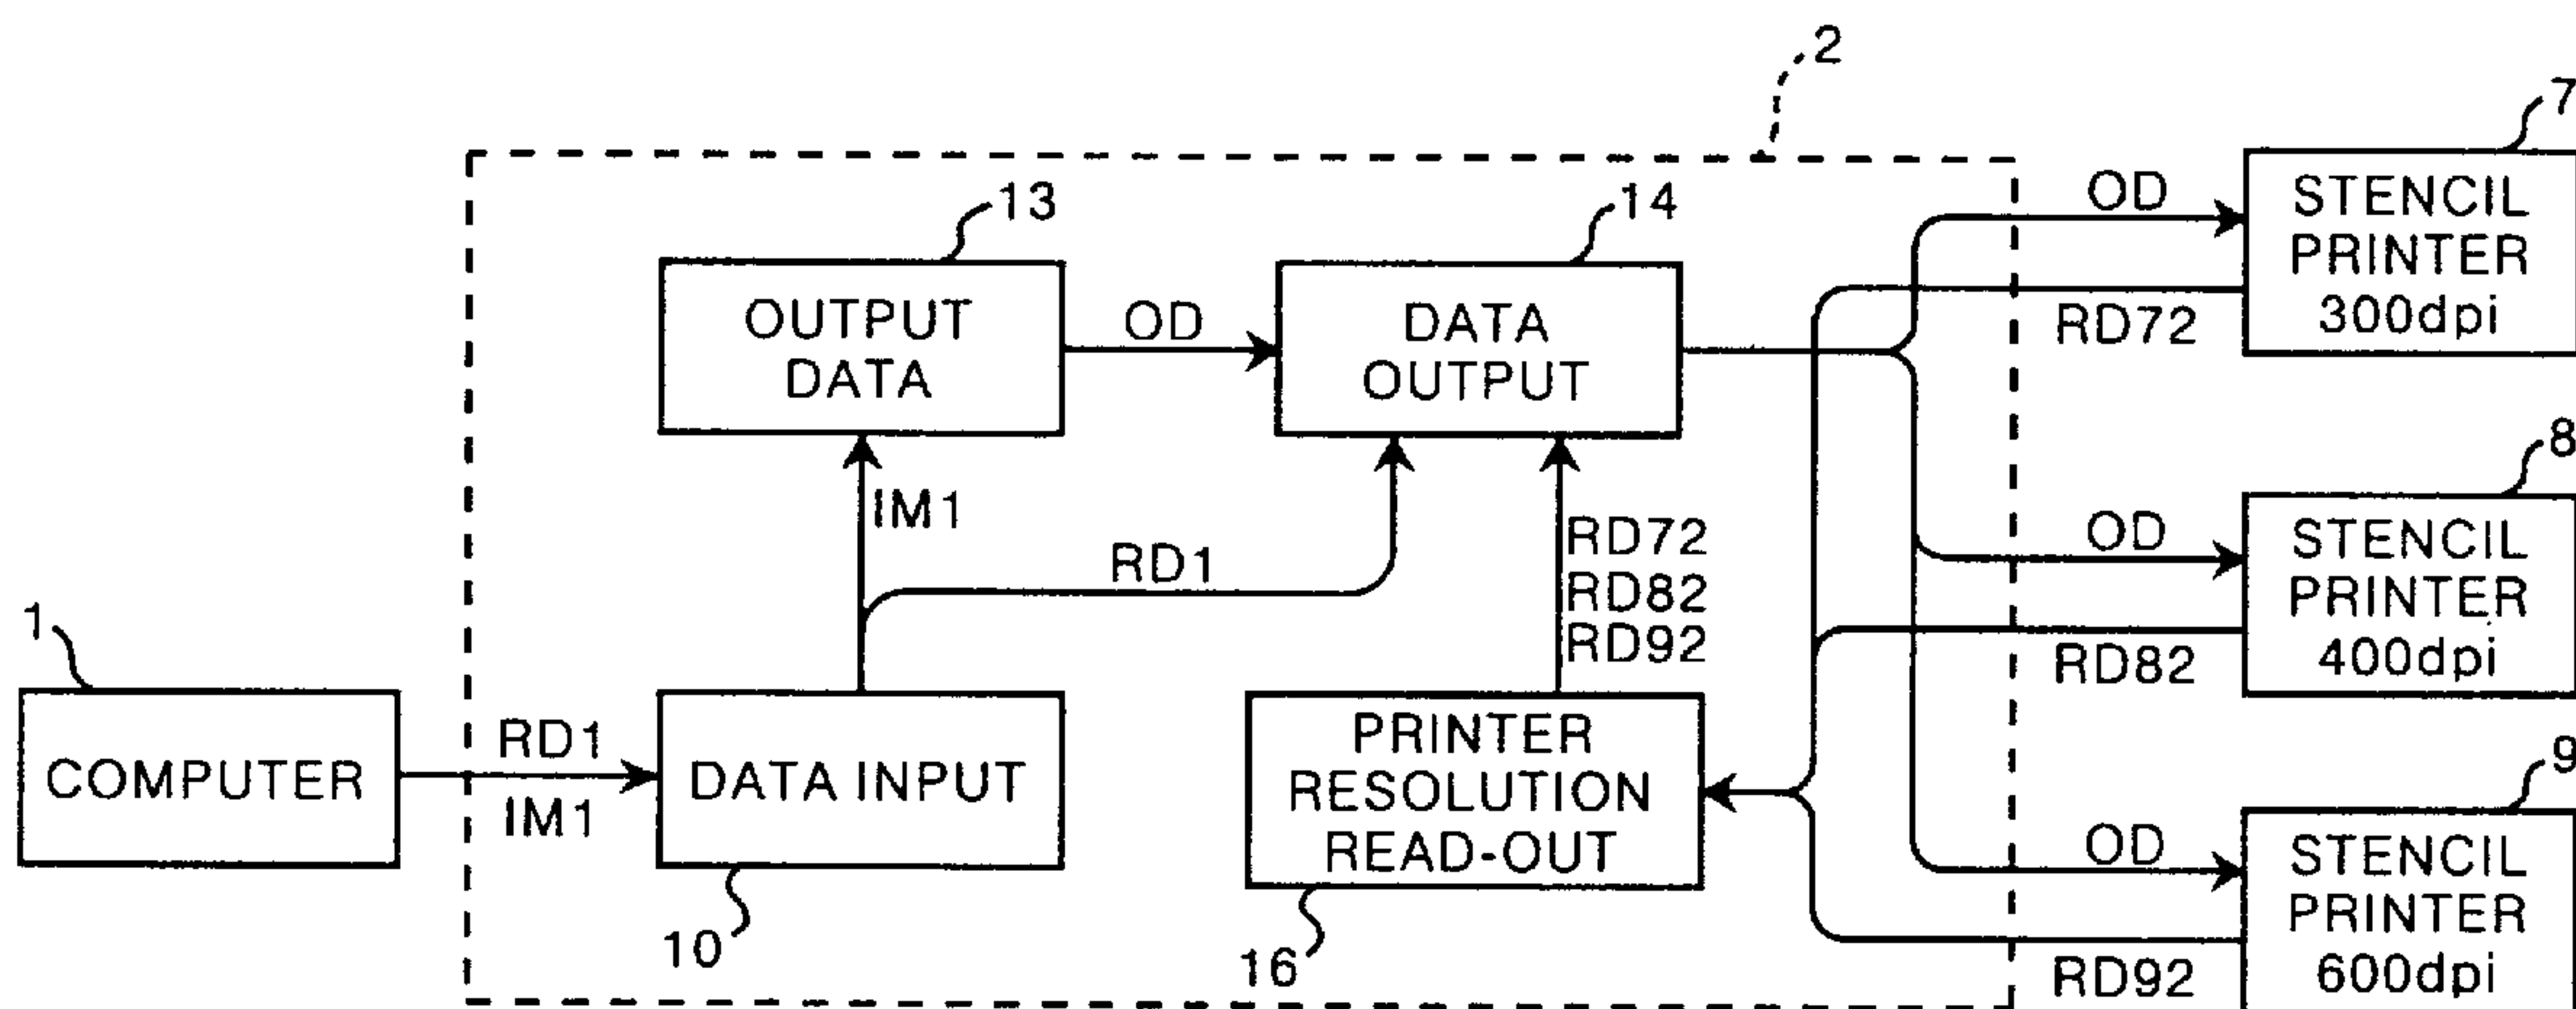 2
7
13
14
OD
STENCIL
PRINTER
300dpi
OUTPUT
DATA
OD
DATA
OUTPUT
RD72
8
IM1
RD1
RD72
RD82
RD92
OD
STENCIL
PRINTER
400dpi
RD82
1
COMPUTER
RD1
IM1
DATA INPUT
10
PRINTER
RESOLUTION
READ-OUT
16
9
OD
STENCIL
PRINTER
600dpi
RD92